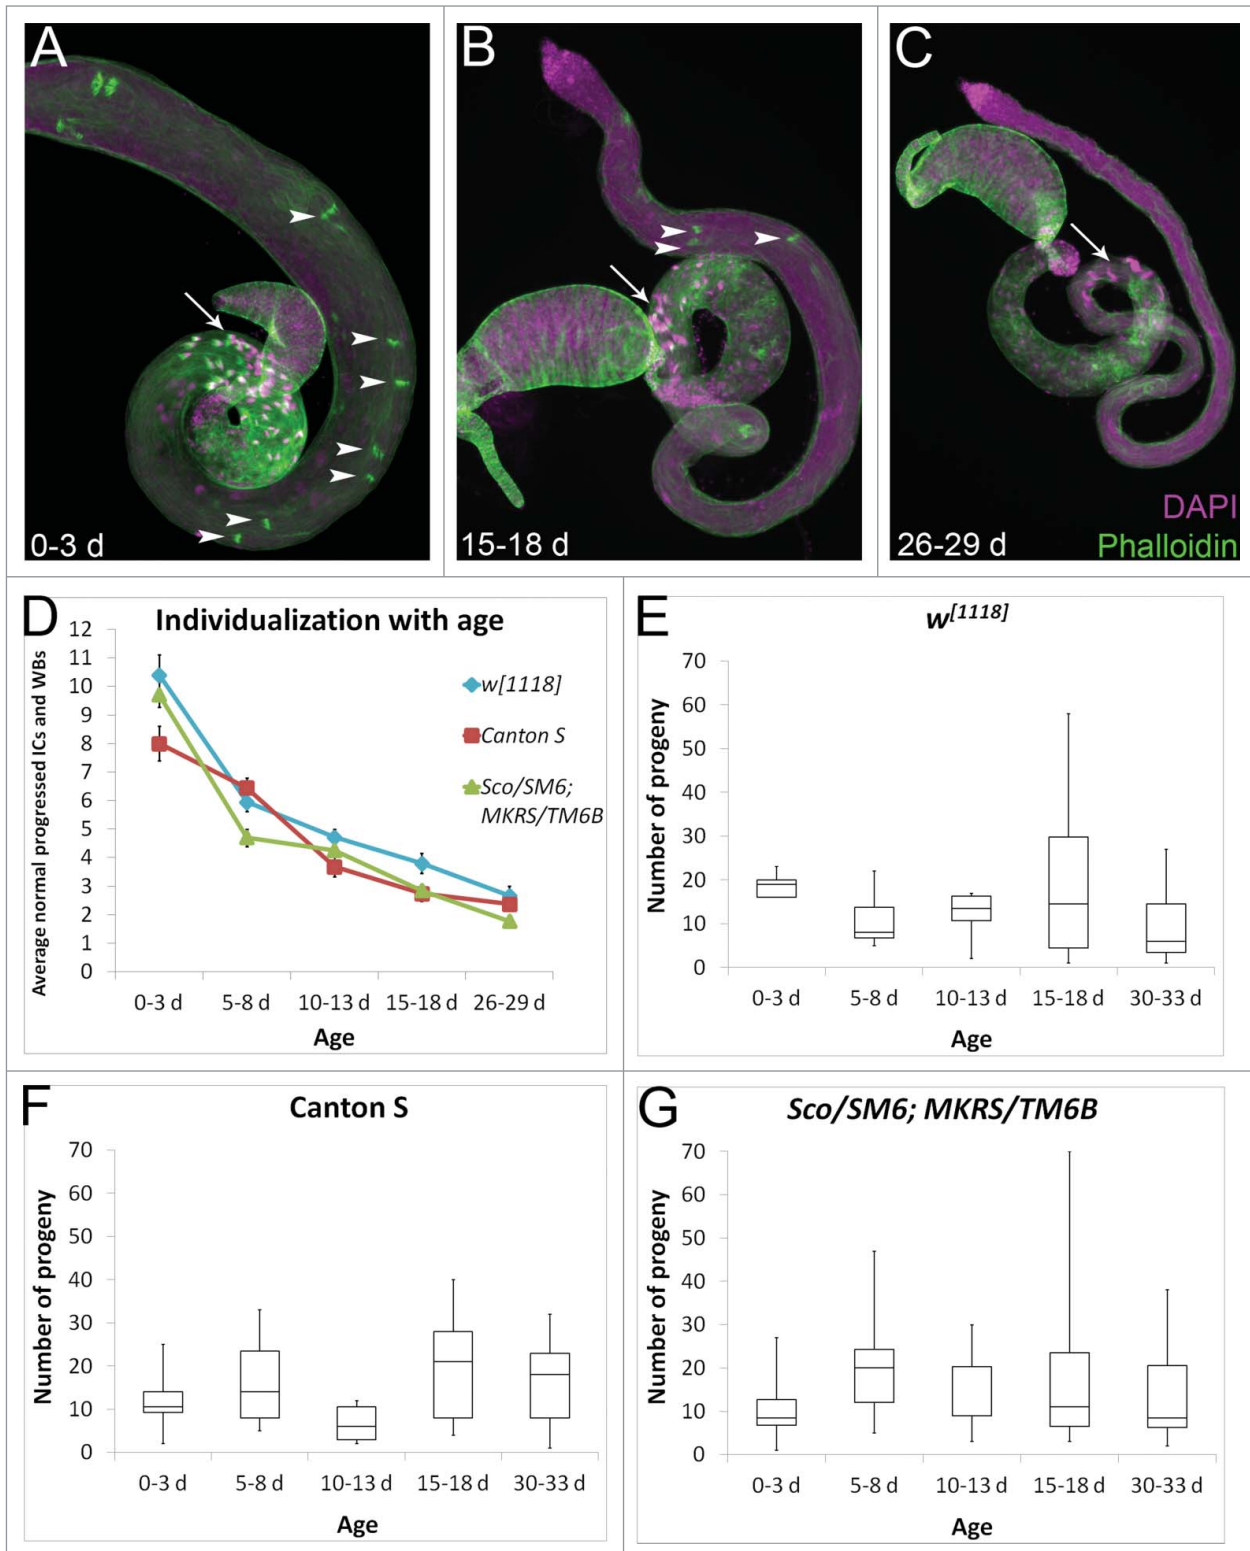 A
0-3 d
B
15-18 d
C
26-29 d
DAPI
Phalloidin
D
Individualization with age
Average normal progressed ICs and WBs
12
11
10
9
8
7
6
5
4
3
2
1
0
w[1118]
Canton S
Sco/SM6;
MKRS/TM6B
0-3 d 5-8 d 10-13 d 15-18 d 26-29 d
Age
E
w[1118]
Number of progeny
70
60
50
40
30
20
10
0
0-3 d 5-8 d 10-13 d 15-18 d 30-33 d
Age
F
Canton S
Number of progeny
70
60
50
40
30
20
10
0
0-3 d 5-8 d 10-13 d 15-18 d 30-33 d
Age
G
Sco/SM6; MKRS/TM6B
Number of progeny
70
60
50
40
30
20
10
0
0-3 d 5-8 d 10-13 d 15-18 d 30-33 d
Age